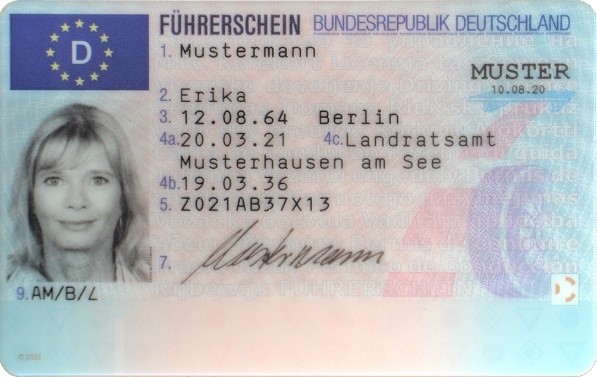 D
FÜHRERSCHEIN BUNDESREPUBLIK DEUTSCHLAND
1. Mustermann
MUSTER
10.08.20
2. Erika
3. 12.08.64 Berlin
4a. 20.03.21 4c. Landratsamt
Musterhausen am See
4b. 19.03.36
5. Z021AB37X13
7. Mustermann
9. AM/B/L